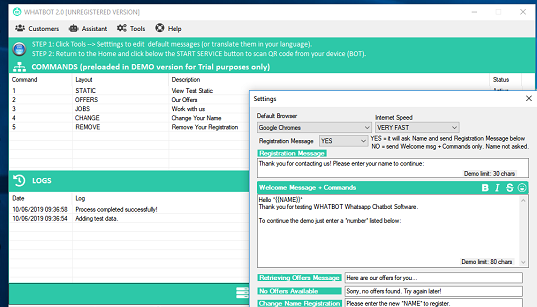 WHATBOT 2.0 [UNREGISTERED VERSION]
Customers Assistant Tools Help
STEP 1: Click Tools --> Setttings to edit default messages (or translate them in your language).
STEP 2: Return to the Home and click below the START SERVICE button to scan QR code from your device (BOT).
COMMANDS (preloaded in DEMO version for Trial purposes only)
Command Layout Description Status
1 STATIC View Test Static
2 OFFERS Our Offers
3 JOBS Work with us
4 CHANGE Change Your Name
5 REMOVE Remove Your Registration
LOGS
Date Log
10/06/2019 09:36:58 Process completed successfully!
10/06/2019 09:36:54 Adding test data.
Settings
Default Browser Internet Speed
Google Chromes VERY FAST
Registration Message YES YES = it will ask Name and send Registration Message below
NO = send Welcome msg + Commands only. Name not asked.
Registration Message
Thank you for contacting us! Please enter your name to continue:
Demo limit: 30 chars
Welcome Message + Commands B I S
Hello *{{NAME}}*
Thank you for testing WHATBOT Whatsapp Chatbot Software.
To continue the demo just enter a *number* listed below:
Demo limit: 80 chars
Retrieving Offers Message Here are our offers for you...
No Offers Available Sorry, no offers found. Try again later!
Change Name Registration Please enter the new *NAME* to register.